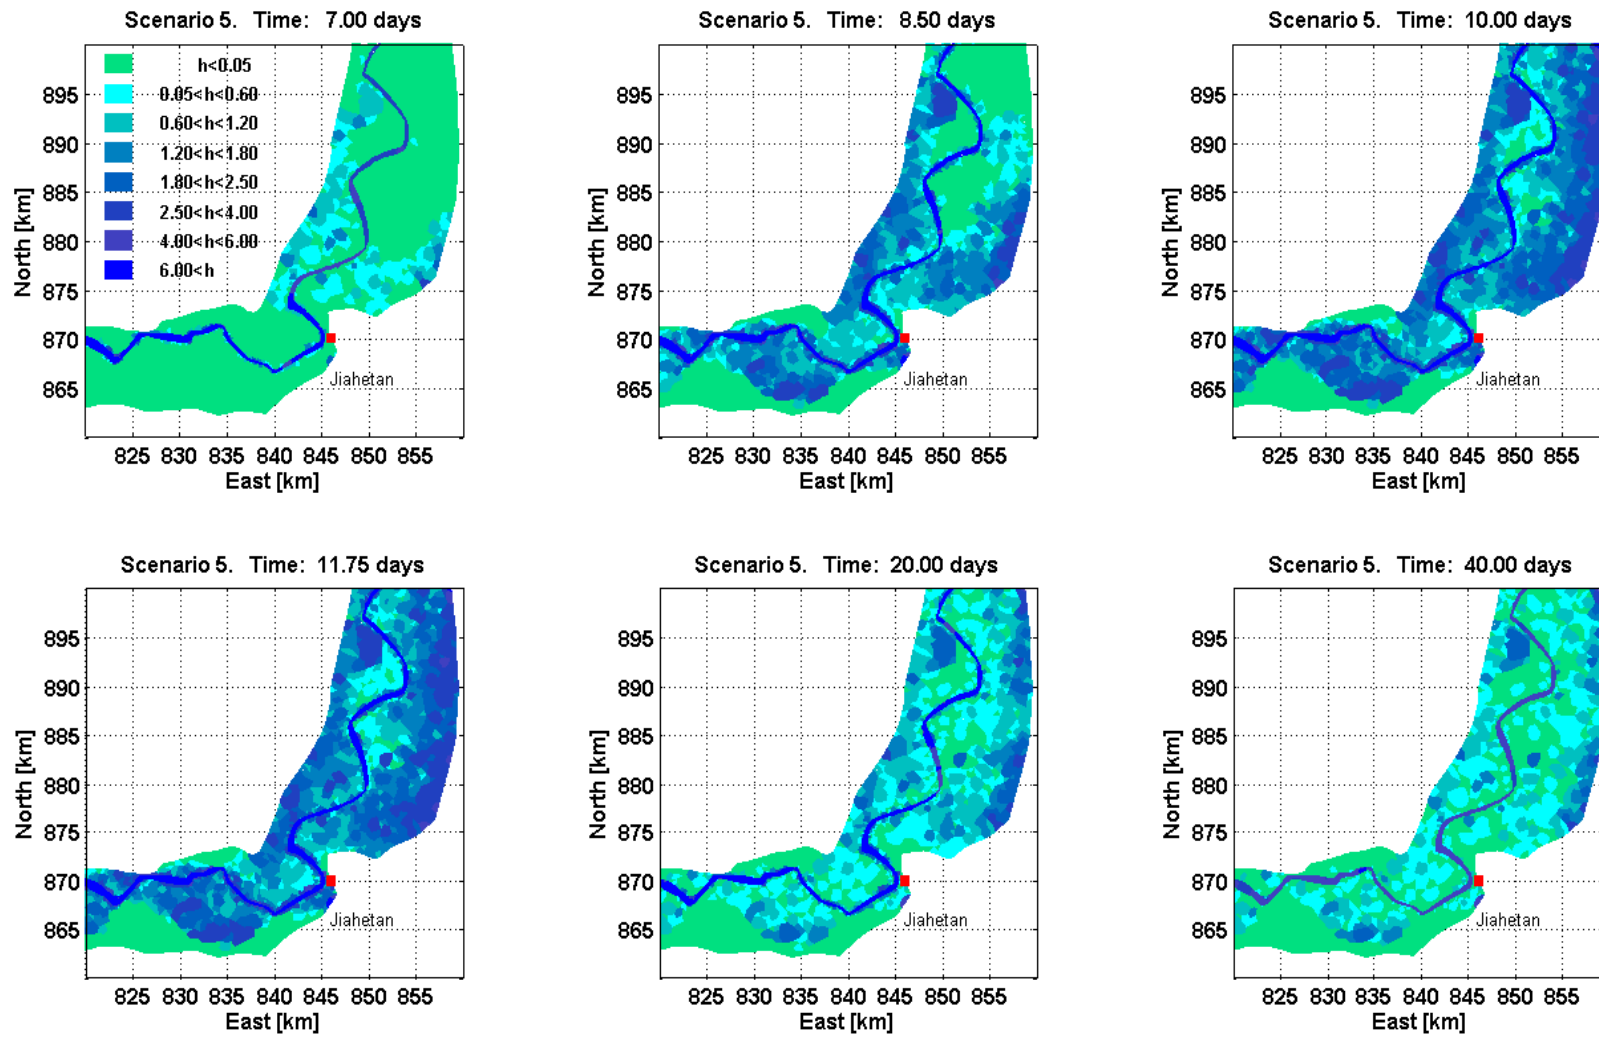 Scenario 5. Time: 7.00 days
h<0.05
0.05<h<0.60
0.60<h<1.20
1.20<h<1.80
1.80<h<2.50
2.50<h<4.00
4.00<h<6.00
6.00<h
895
890
885
880
875
870
865
North [km]
Jiahetan
825 830 835 840 845 850 855
East [km]
Scenario 5. Time: 8.50 days
895
890
885
880
875
870
865
North [km]
Jiahetan
825 830 835 840 845 850 855
East [km]
Scenario 5. Time: 10.00 days
895
890
885
880
875
870
865
North [km]
Jiahetan
825 830 835 840 845 850 855
East [km]
Scenario 5. Time: 11.75 days
895
890
885
880
875
870
865
North [km]
Jiahetan
825 830 835 840 845 850 855
East [km]
Scenario 5. Time: 20.00 days
895
890
885
880
875
870
865
North [km]
Jiahetan
825 830 835 840 845 850 855
East [km]
Scenario 5. Time: 40.00 days
895
890
885
880
875
870
865
North [km]
Jiahetan
825 830 835 840 845 850 855
East [km]